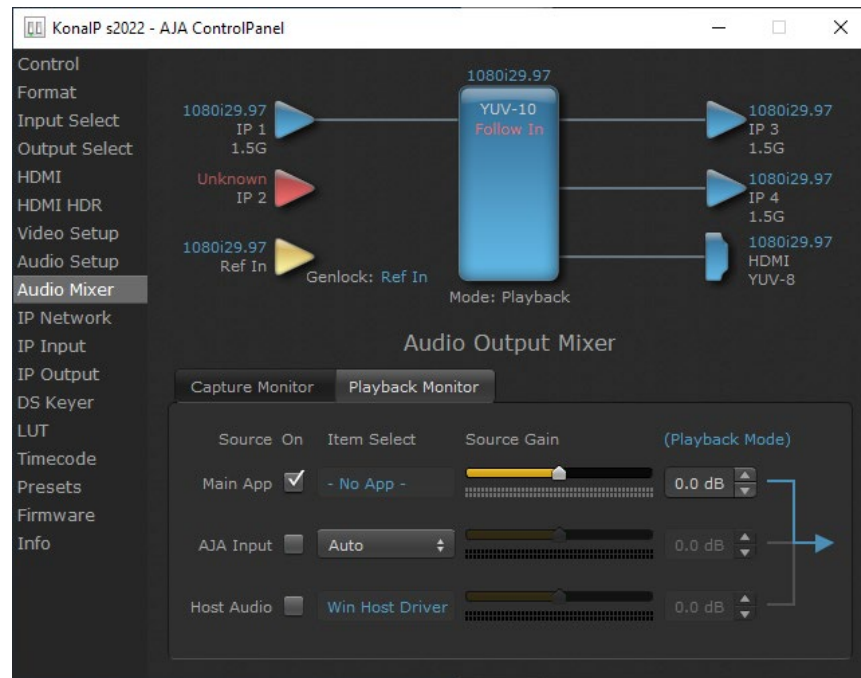 KonaIP s2022 - AJA ControlPanel
Control
Format
Input Select
Output Select
HDMI
HDMI HDR
Video Setup
Audio Setup
Audio Mixer
IP Network
IP Input
IP Output
DS Keyer
LUT
Timecode
Presets
Firmware
Info
1080i29.97
YUV-10
Follow In
1080i29.97
IP 1
1.5G
Unknown
IP 2
1080i29.97
Ref In
Genlock: Ref In
Mode: Playback
1080i29.97
IP 3
1.5G
1080i29.97
IP 4
1.5G
1080i29.97
HDMI
YUV-8
Audio Output Mixer
Capture Monitor Playback Monitor
Source On Item Select Source Gain (Playback Mode)
Main App - No App - 0.0 dB
AJA Input Auto 0.0 dB
Host Audio Win Host Driver 0.0 dB